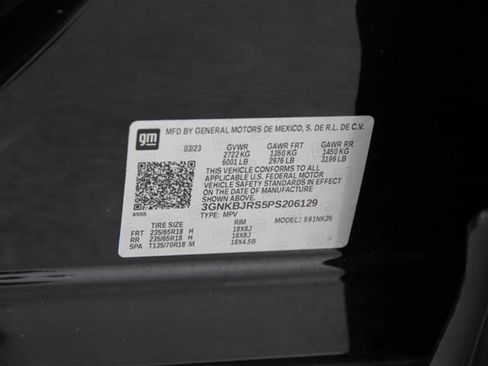 gm
MFD BY GENERAL MOTORS DE MEXICO, S. DE R.L. DE C.V.
03/23 GVWR GAWR FRT GAWR RR
2722 KG 1350 KG 1450 KG
6001 LB 2976 LB 3196 LB
THIS VEHICLE CONFORMS TO ALL
APPLICABLE U.S. FEDERAL MOTOR
VEHICLE SAFETY STANDARDS IN EFFECT
ON THE DATE OF MANUFACTURE
SHOWN ABOVE.
3GNKBJRS5PS206129
8555 TYPE: MPV MODEL: 591NK26
TIRE SIZE RIM
FRT 235/65R18 H 18X8J
RR 235/65R18 H 18X8J
SPA T135/70R18 M 18X4.5B